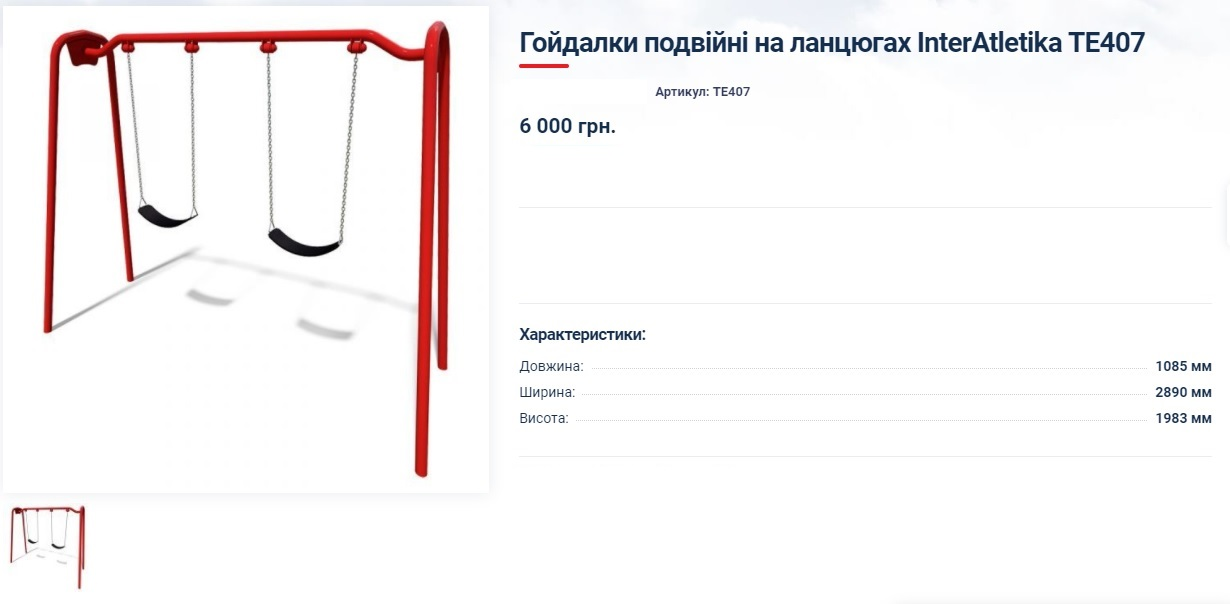 Гойдалки подвійні на ланцюгах InterAtletika TE407
Артикул: TE407
6 000 грн.
Характеристики:
Довжина: 1085 мм
Ширина: 2890 мм
Висота: 1983 мм